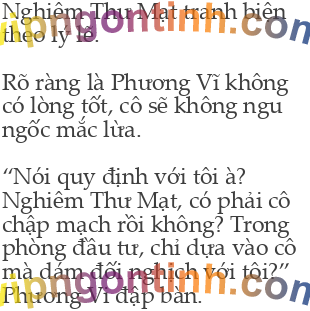 Nghiêm Thư Mạt tranh biện
theo lý lẽ.
Rõ ràng là Phương Vĩ không
có lòng tốt, cô sẽ không ngu
ngốc mắc lừa.
“Nói quy định với tôi à?
Nghiêm Thư Mạt, có phải cô
chập mạch rồi không? Trong
phòng đầu tư, chỉ dựa vào cô
mà dám đối nghịch với tôi?”
Phương Vĩ đập bàn.